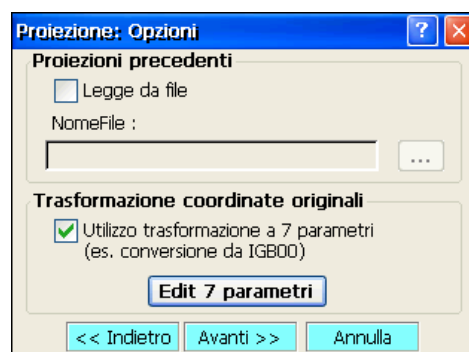 Proiezione: Opzioni ? ×
Proiezioni precedenti
Legge da file
NomeFile :
...
Trasformazione coordinate originali
Utilizzo trasformazione a 7 parametri
(es. conversione da IGB00)
Edit 7 parametri
<< Indietro Avanti >> Annulla